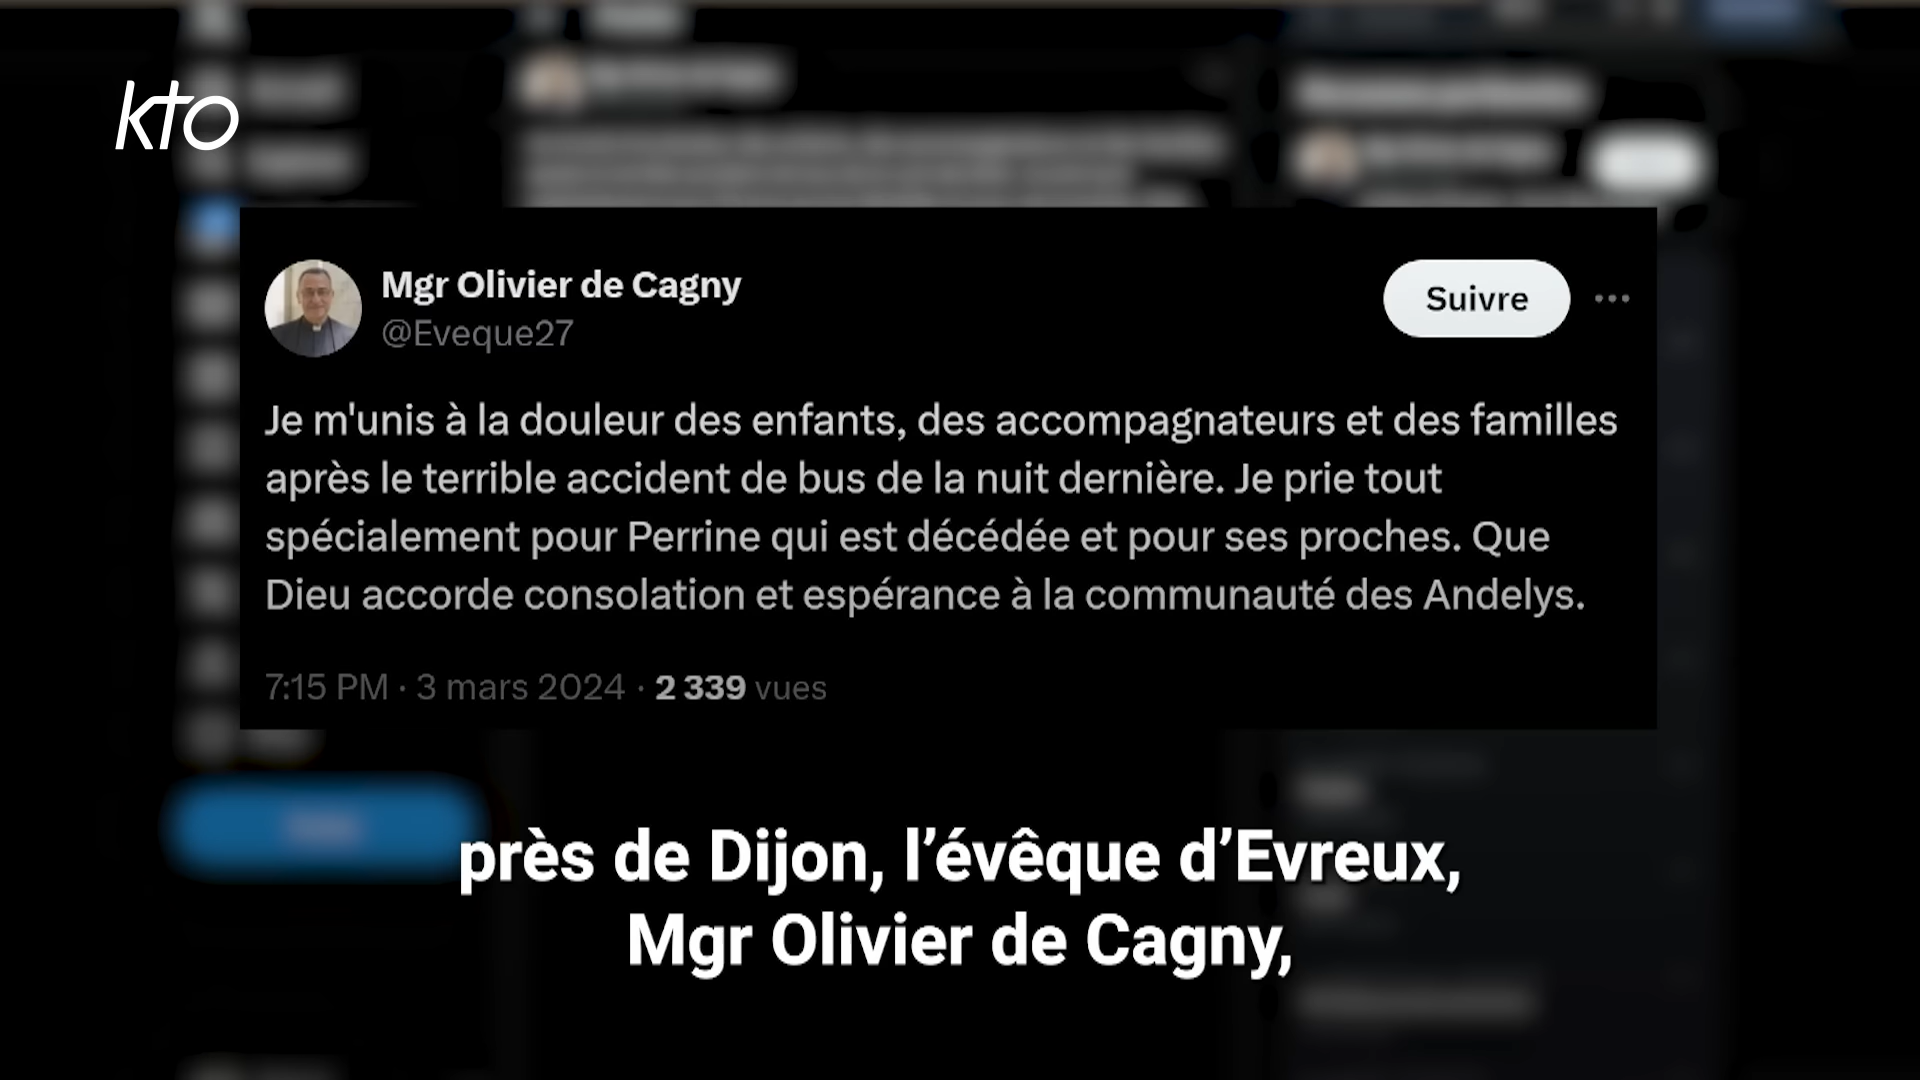 kto
Mgr Olivier de Cagny
@Eveque27
Suivre
Je m'unis à la douleur des enfants, des accompagnateurs et des familles
après le terrible accident de bus de la nuit dernière. Je prie tout
spécialement pour Perrine qui est décédée et pour ses proches. Que
Dieu accorde consolation et espérance à la communauté des Andelys.
7:15 PM · 3 mars 2024 · 2 339 vues
près de Dijon, l’évêque d’Evreux,
Mgr Olivier de Cagny,